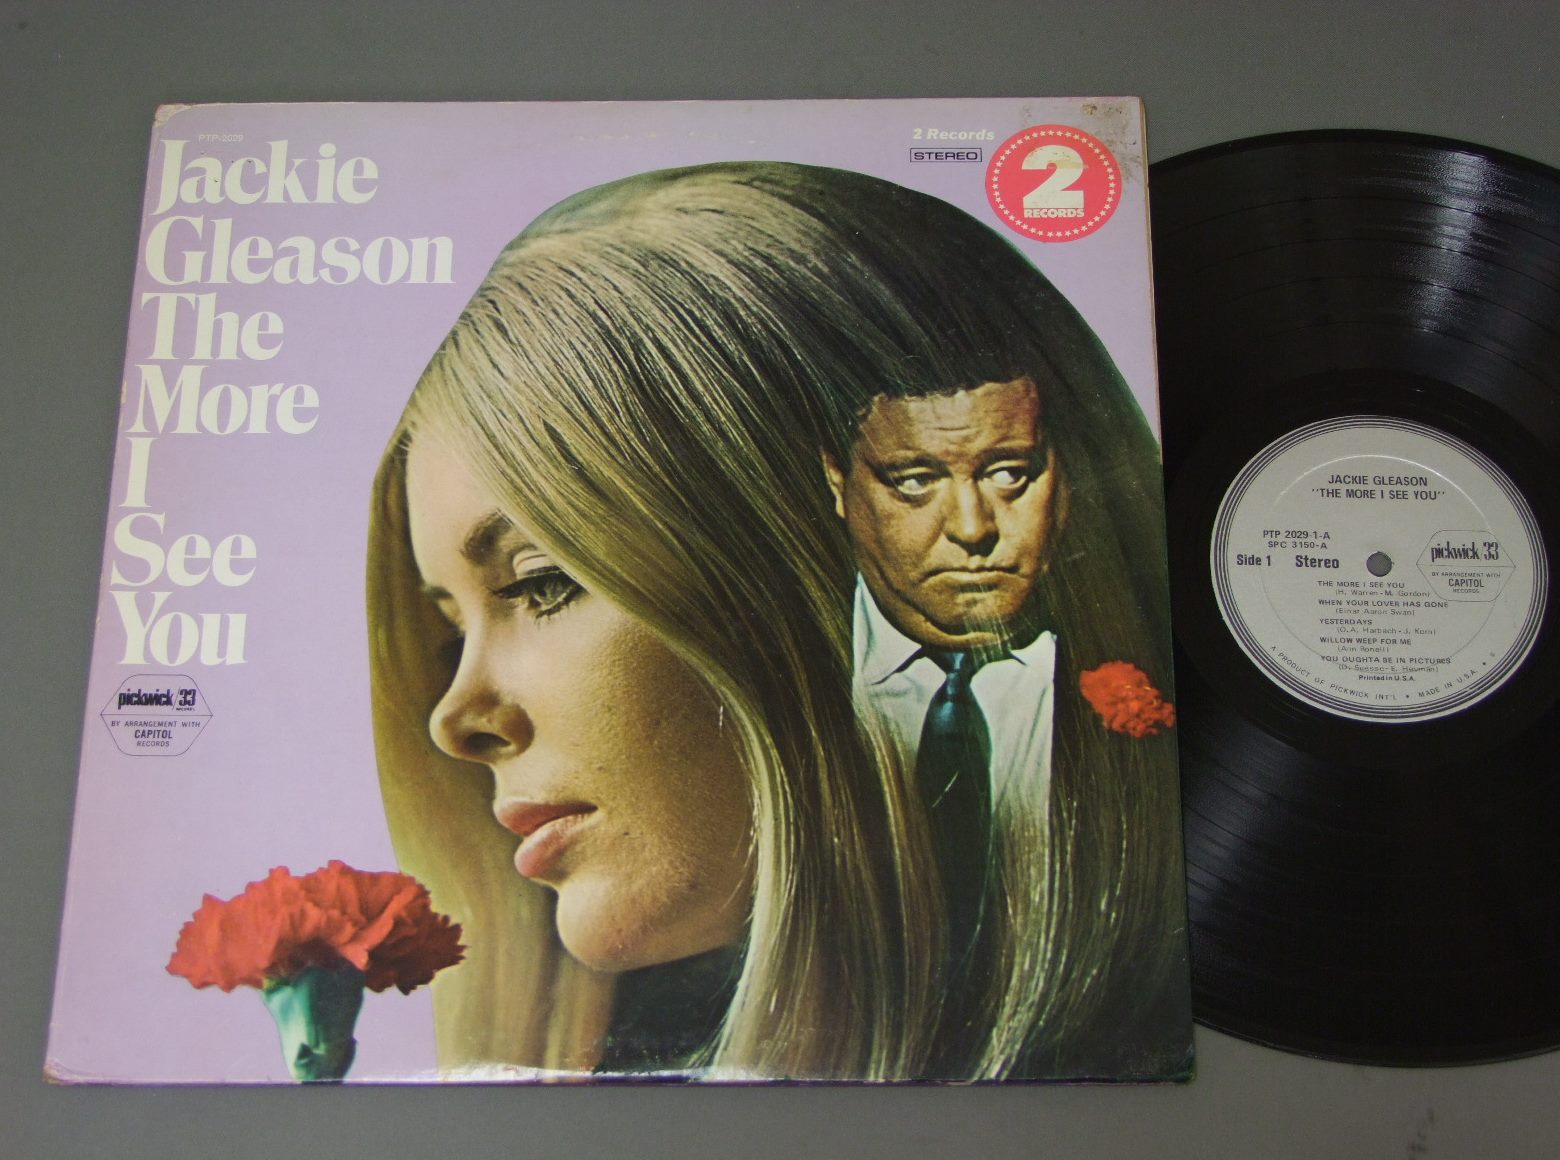 PTP-2029
Jackie
Gleason
The
More
I
See
You
2 Records
STEREO
2
RECORDS
pickwick/33
RECORDS
BY ARRANGEMENT WITH
CAPITOL
RECORDS
JACKIE GLEASON
"THE MORE I SEE YOU"
PTP 2029-1-A
SPC 3150-A
Side 1 Stereo
pickwick/33
BY ARRANGEMENT WITH
CAPITOL
RECORDS
THE MORE I SEE YOU
(H. Warren - M. Gordon)
WHEN YOUR LOVER HAS GONE
(Einar Aaron Swan)
YESTERDAYS
(O.A. Harbach - J. Kern)
WILLOW WEEP FOR ME
(Ann Ronell)
YOU OUGHTA BE IN PICTURES
(D. Suesse - E. Heyman)
Printed in U.S.A.
A PRODUCT OF PICKWICK INT'L • MADE IN U.S.A. •